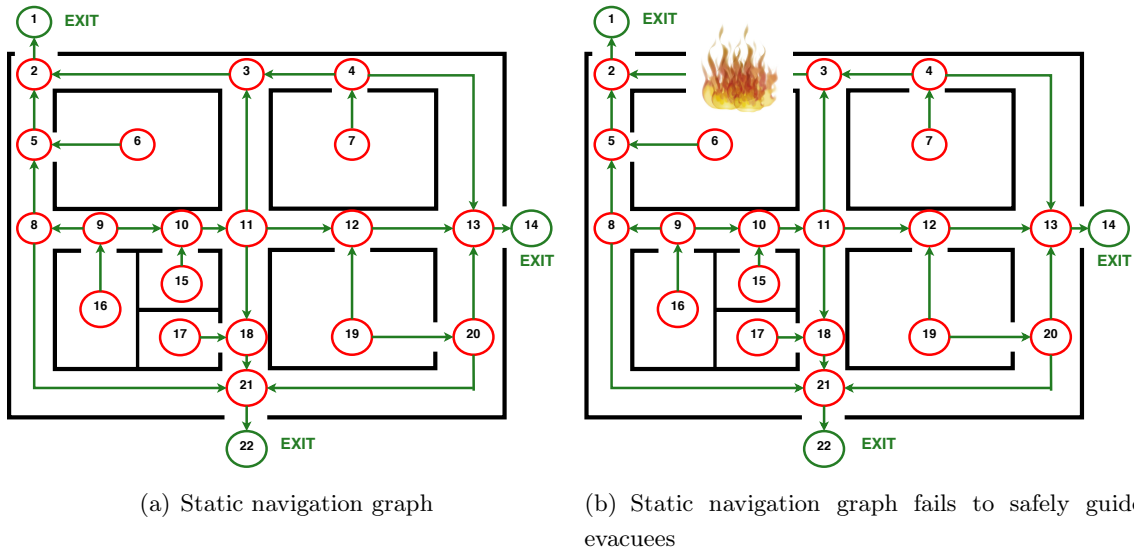 1 EXIT
2 3 4
5 6 7
8 9 10 11 12 13 14
EXIT
15
16
17 18 19 20
21
22 EXIT
(a) Static navigation graph
1 EXIT
2 3 4
5 6 7
8 9 10 11 12 13 14
EXIT
15
16
17 18 19 20
21
22 EXIT
(b) Static navigation graph fails to safely guide
evacuees